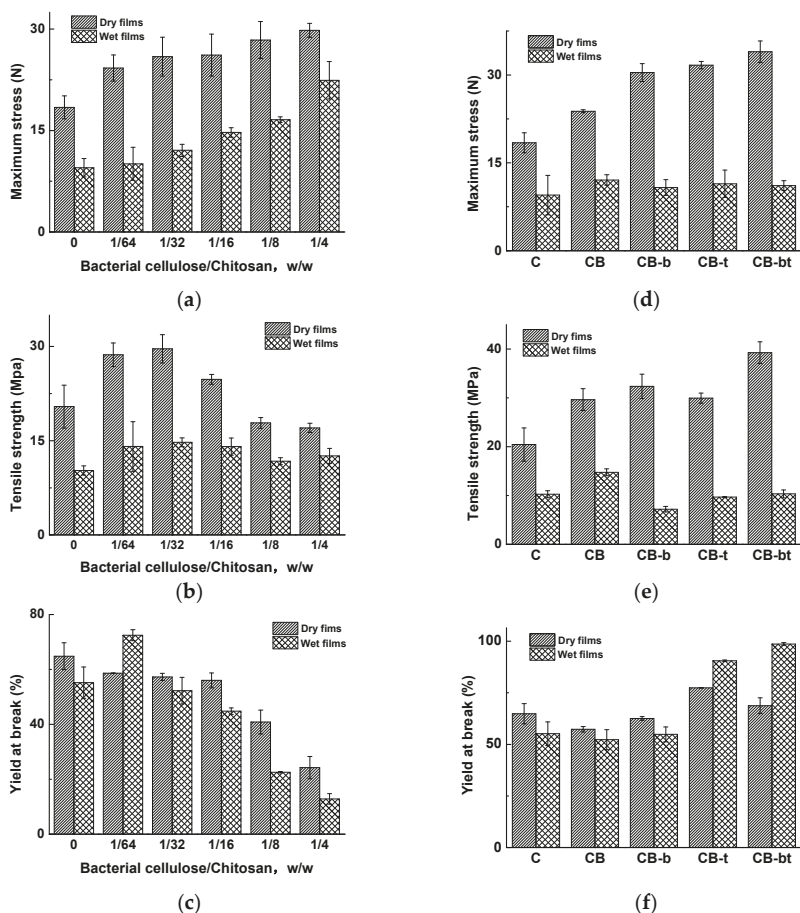 Maximum stress (N)
30
15
0
Dry films
Wet films
0 1/64 1/32 1/16 1/8 1/4
Bacterial cellulose/Chitosan, w/w
(a)
Maximum stress (N)
30
15
0
Dry fims
Wet films
C CB CB-b CB-t CB-bt
(d)
Tensile strength (Mpa)
30
15
0
Dry films
Wet films
0 1/64 1/32 1/16 1/8 1/4
Bacterial cellulose/Chitosan, w/w
(b)
Tensile strength (MPa)
40
20
0
Dry fims
Wet films
C CB CB-b CB-t CB-bt
(e)
Yield at break (%)
80
40
0
Dry fims
Wet films
0 1/64 1/32 1/16 1/8 1/4
Bacterial cellulose/Chitosan, w/w
(c)
Yield at break (%)
100
50
0
Dry films
Wet films
C CB CB-b CB-t CB-bt
(f)